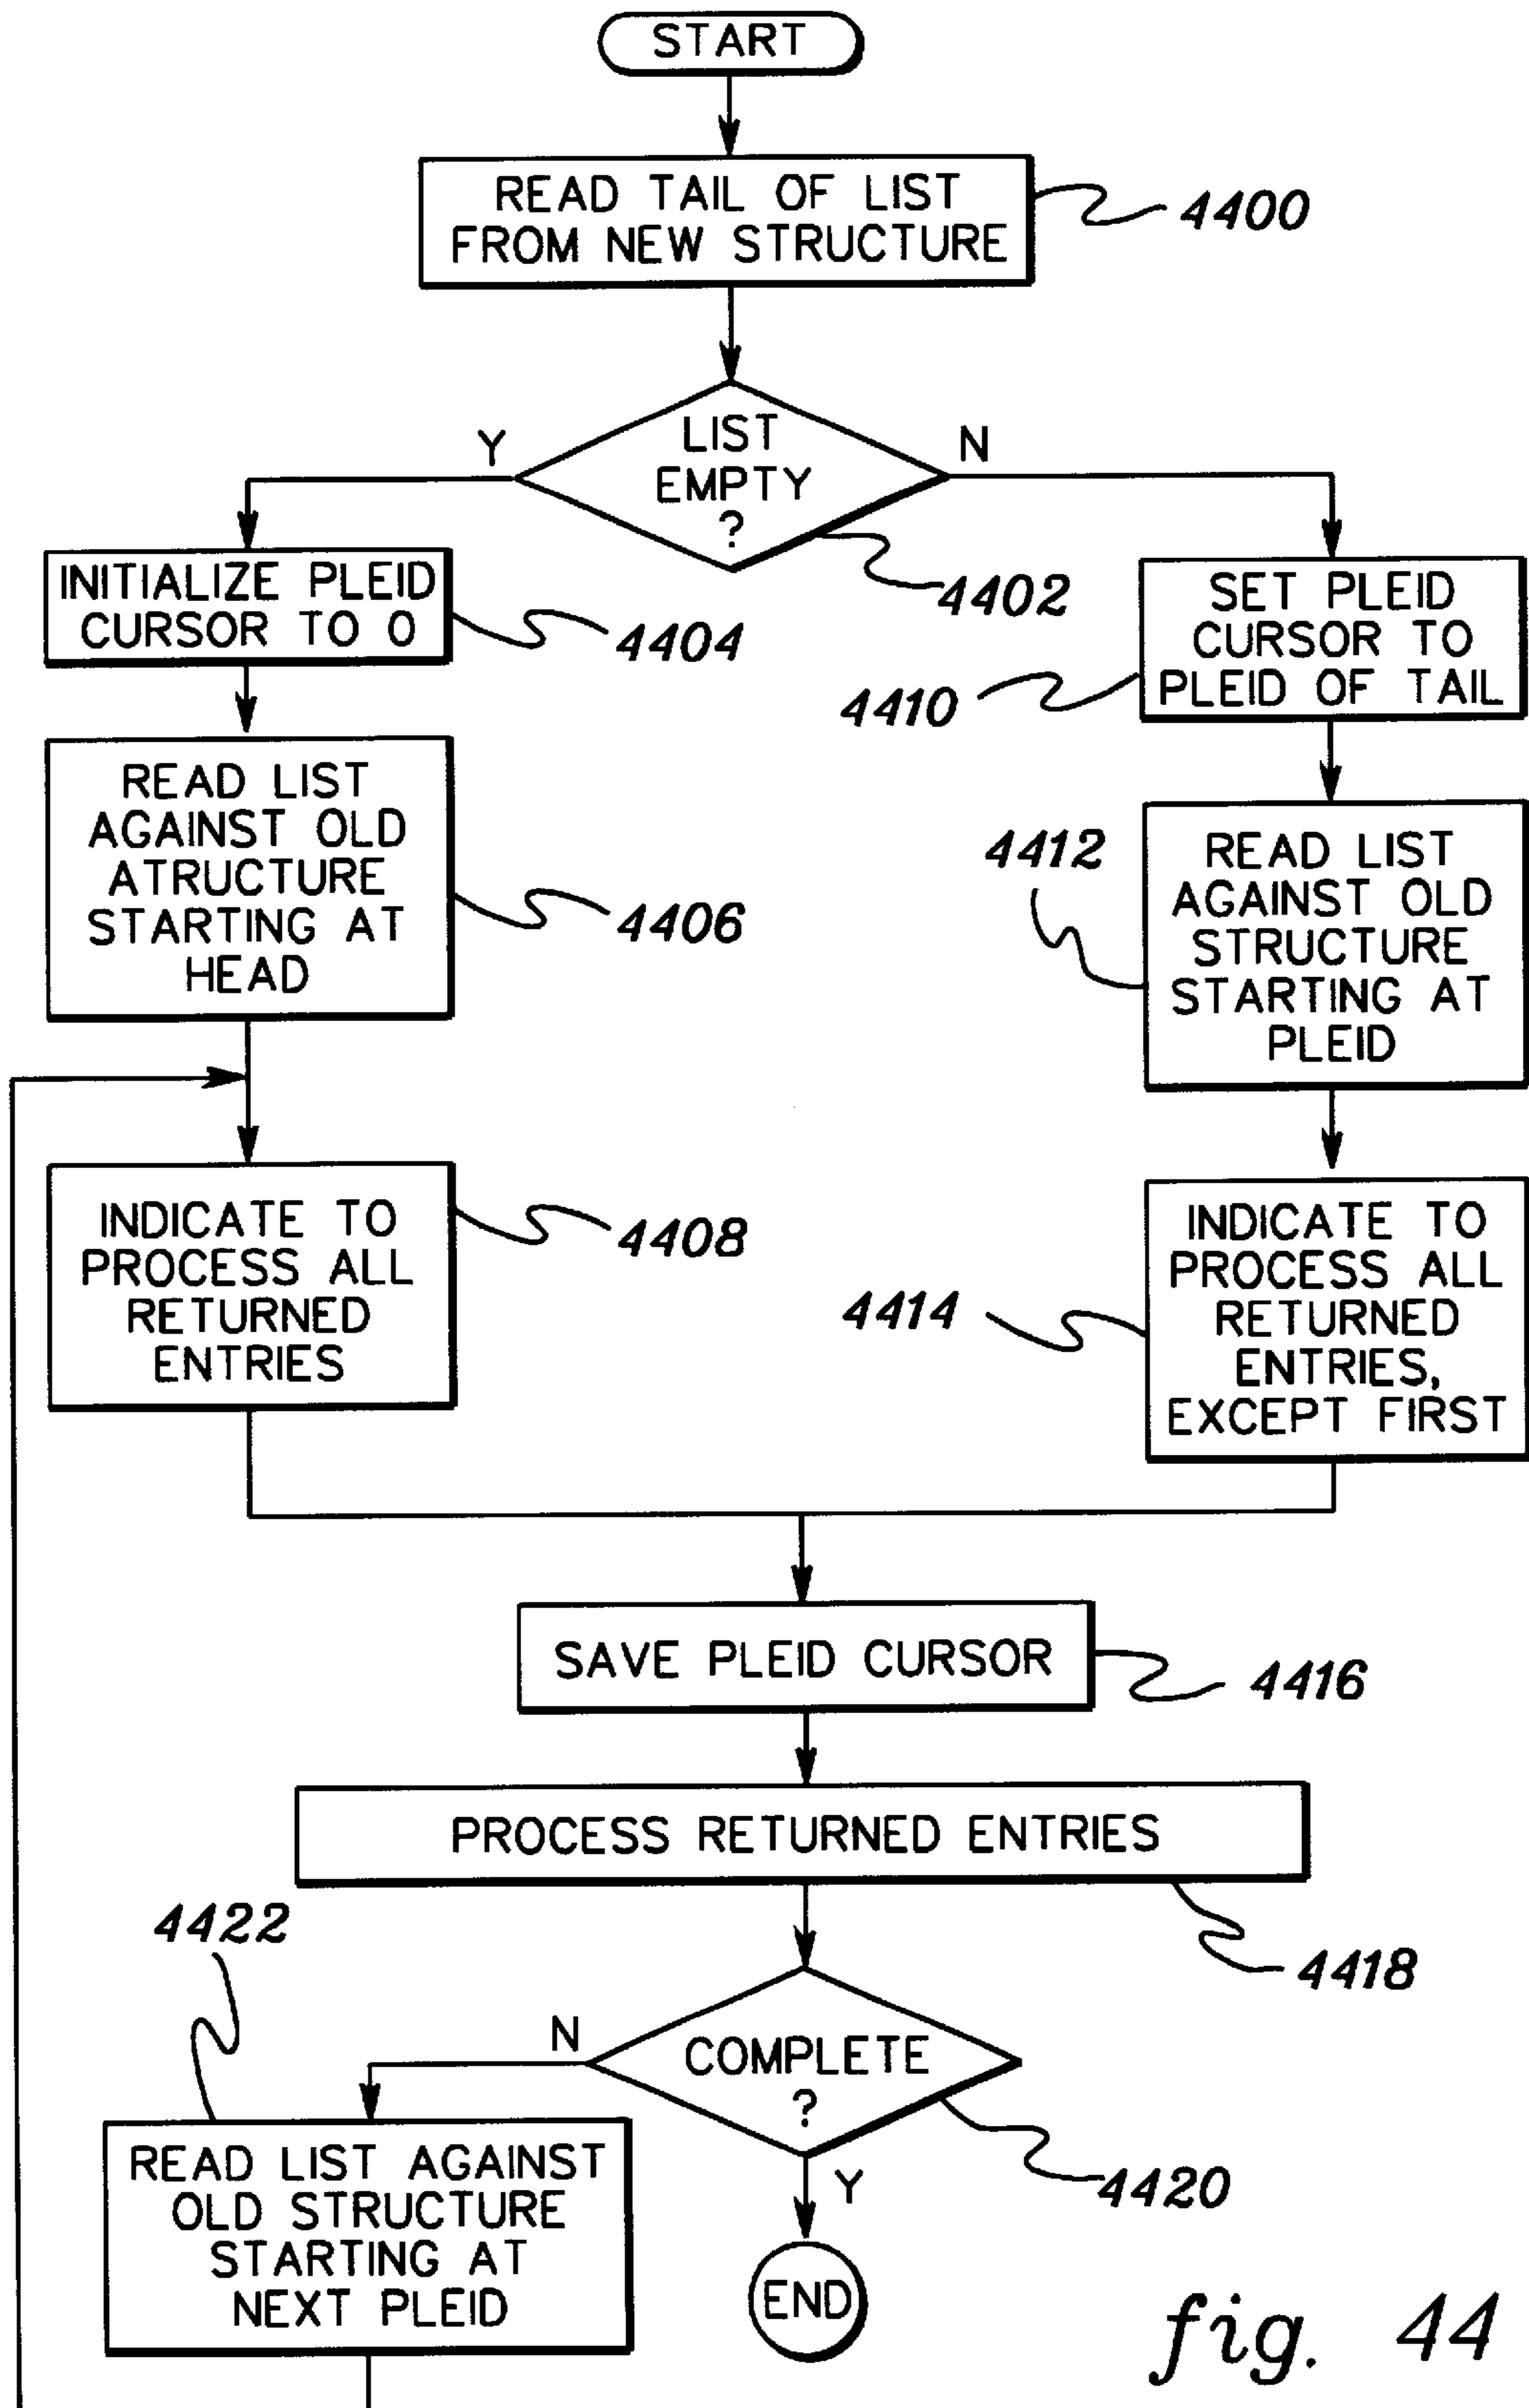 START
READ TAIL OF LIST
FROM NEW STRUCTURE
4400
LIST
EMPTY
?
Y
N
4402
INITIALIZE PLEID
CURSOR TO 0
4404
SET PLEID
CURSOR TO
PLEID OF TAIL
4410
READ LIST
AGAINST OLD
ATRUCTURE
STARTING AT
HEAD
4406
4412
READ LIST
AGAINST OLD
STRUCTURE
STARTING AT
PLEID
INDICATE TO
PROCESS ALL
RETURNED
ENTRIES
4408
4414
INDICATE TO
PROCESS ALL
RETURNED
ENTRIES,
EXCEPT FIRST
SAVE PLEID CURSOR
4416
PROCESS RETURNED ENTRIES
4418
4422
N
COMPLETE
?
Y
4420
READ LIST AGAINST
OLD STRUCTURE
STARTING AT
NEXT PLEID
END
fig. 44